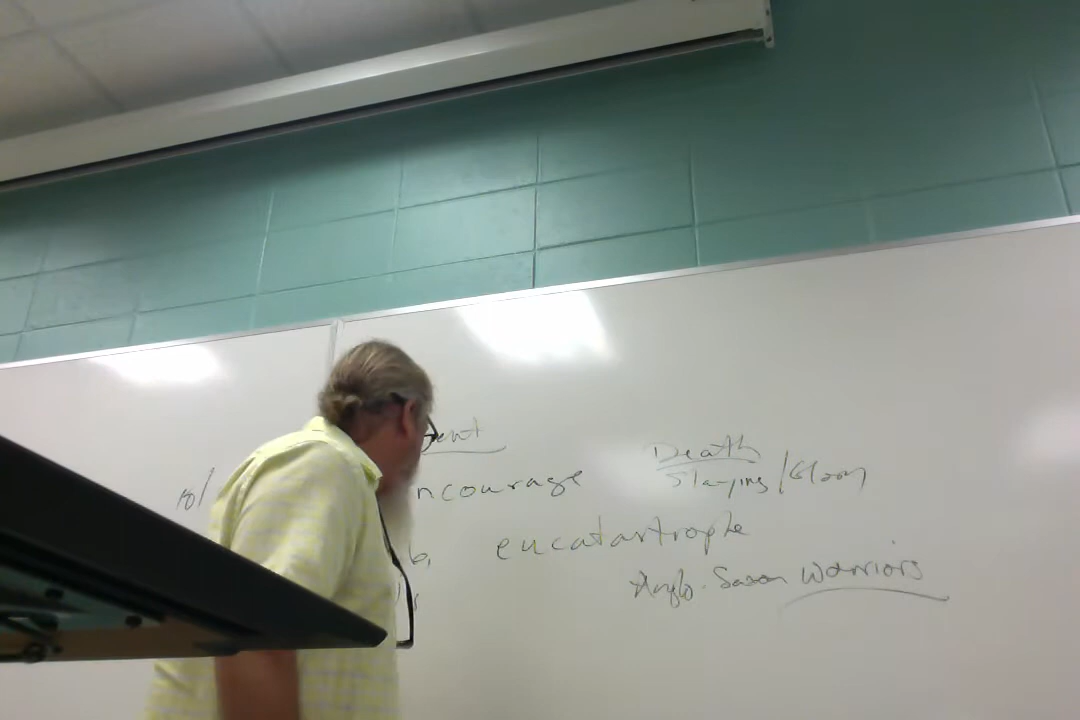 Death
ncourage
Slaying/Gloom
eucatastrophe
Anglo-Saxon Warriors